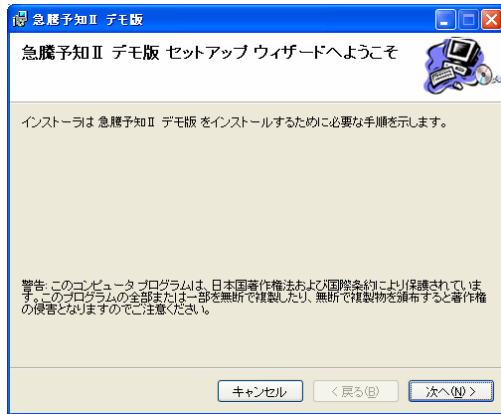 急騰予知Ⅱ デモ版
急騰予知Ⅱ デモ版 セットアップ ウィザードへようこそ
インストーラは 急騰予知Ⅱ デモ版 をインストールするために必要な手順を示します。
警告: このコンピュータ プログラムは、日本国著作権法および国際条約により保護されていま
す。このプログラムの全部または一部を無断で複製したり、無断で複製物を頒布すると著作権
の侵害となりますのでご注意ください。
キャンセル < 戻る(B) 次へ(N) >